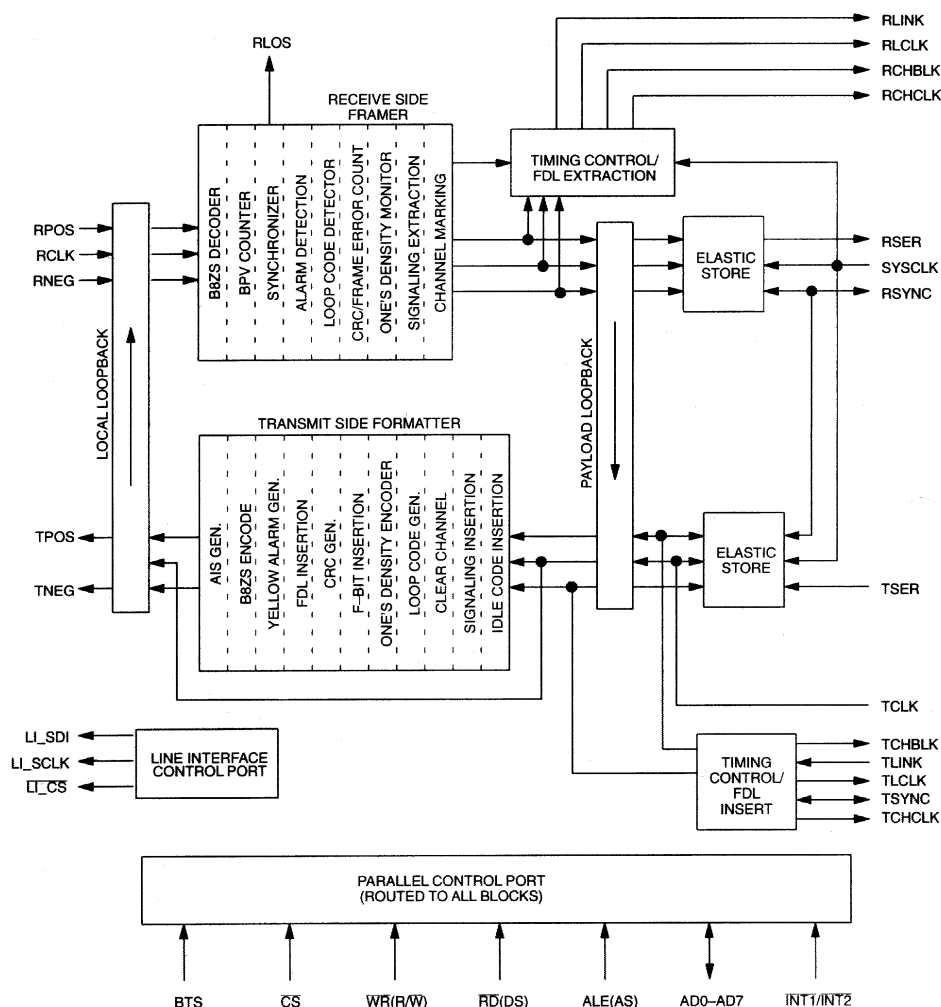 RLINK
RLCLK
RCHBLK
RCHCLK
RLOS
RECEIVE SIDE
FRAMER
B8ZS DECODER
BPV COUNTER
SYNCHRONIZER
ALARM DETECTION
LOOP CODE DETECTOR
CRC/FRAME ERROR COUNT
ONE'S DENSITY MONITOR
SIGNALING EXTRACTION
CHANNEL MARKING
TIMING CONTROL/
FDL EXTRACTION
RPOS
RCLK
RNEG
LOCAL LOOPBACK
PAYLOAD LOOPBACK
ELASTIC
STORE
RSER
SYSCLK
RSYNC
TRANSMIT SIDE FORMATTER
AIS GEN.
B8ZS ENCODE
YELLOW ALARM GEN.
FDL INSERTION
CRC GEN.
F–BIT INSERTION
ONE'S DENSITY ENCODER
LOOP CODE GEN.
CLEAR CHANNEL
SIGNALING INSERTION
IDLE CODE INSERTION
TPOS
TNEG
ELASTIC
STORE
TSER
TCLK
LI_SDI
LI_SCLK
LI_CS
LINE INTERFACE
CONTROL PORT
TIMING
CONTROL/
FDL
INSERT
TCHBLK
TLINK
TLCLK
TSYNC
TCHCLK
PARALLEL CONTROL PORT
(ROUTED TO ALL BLOCKS)
BTS
CS
WR(R/W)
RD(DS)
ALE(AS)
AD0–AD7
INT1/INT2